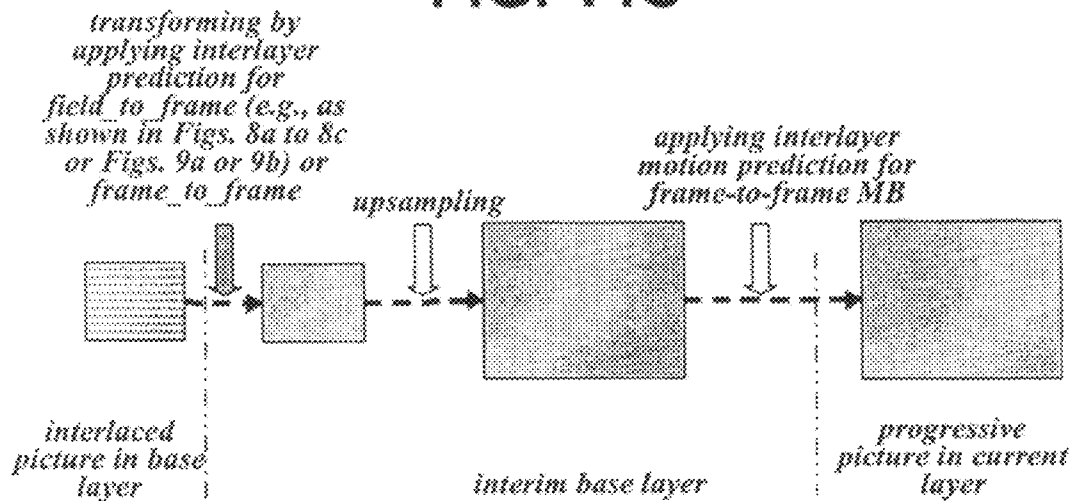 transforming by
applying interlayer
prediction for
field_to_frame (e.g., as
shown in Figs. 8a to 8c
or Figs. 9a or 9b) or
frame_to_frame
upsampling
applying interlayer
motion prediction for
frame-to-frame MB
interlaced
picture in base
layer
interim base layer
progressive
picture in current
layer